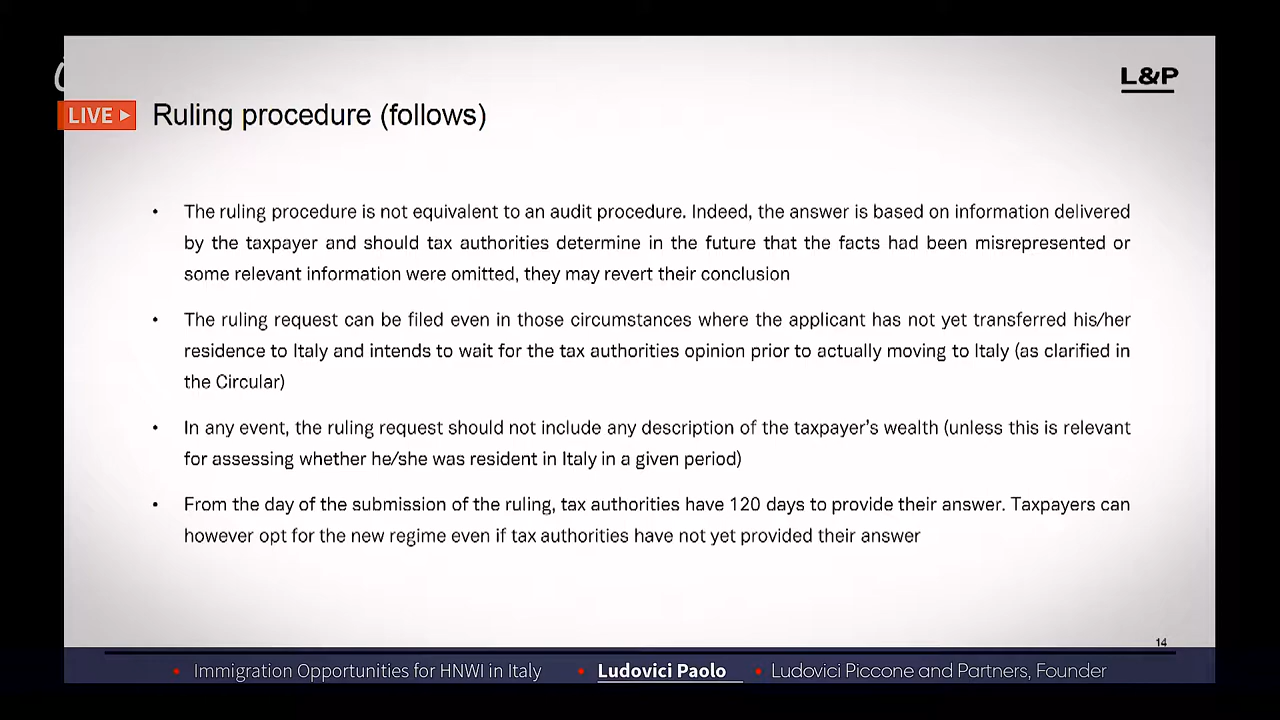 L&P
LIVE
Ruling procedure (follows)
• The ruling procedure is not equivalent to an audit procedure. Indeed, the answer is based on information delivered
by the taxpayer and should tax authorities determine in the future that the facts had been misrepresented or
some relevant information were omitted, they may revert their conclusion
• The ruling request can be filed even in those circumstances where the applicant has not yet transferred his/her
residence to Italy and intends to wait for the tax authorities opinion prior to actually moving to Italy (as clarified in
the Circular)
• In any event, the ruling request should not include any description of the taxpayer's wealth (unless this is relevant
for assessing whether he/she was resident in Italy in a given period)
• From the day of the submission of the ruling, tax authorities have 120 days to provide their answer. Taxpayers can
however opt for the new regime even if tax authorities have not yet provided their answer
14
• Immigration Opportunities for HNWI in Italy • Ludovici Paolo • Ludovici Piccone and Partners, Founder